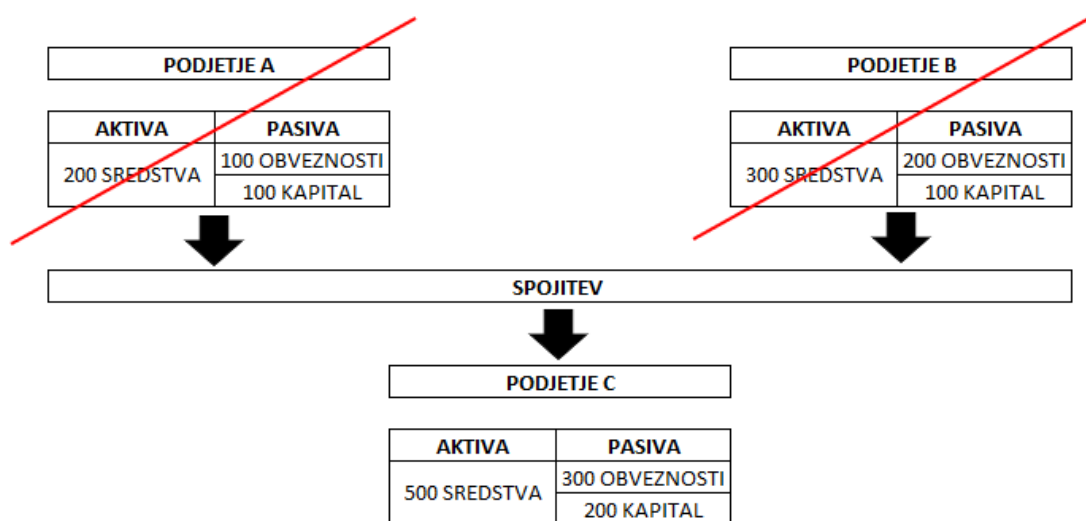 PODJETJE A
PODJETJE B
AKTIVA PASIVA
200 SREDSTVA
100 OBVEZNOSTI
100 KAPITAL
AKTIVA PASIVA
300 SREDSTVA
200 OBVEZNOSTI
100 KAPITAL
SPOJITEV
PODJETJE C
AKTIVA PASIVA
500 SREDSTVA
300 OBVEZNOSTI
200 KAPITAL